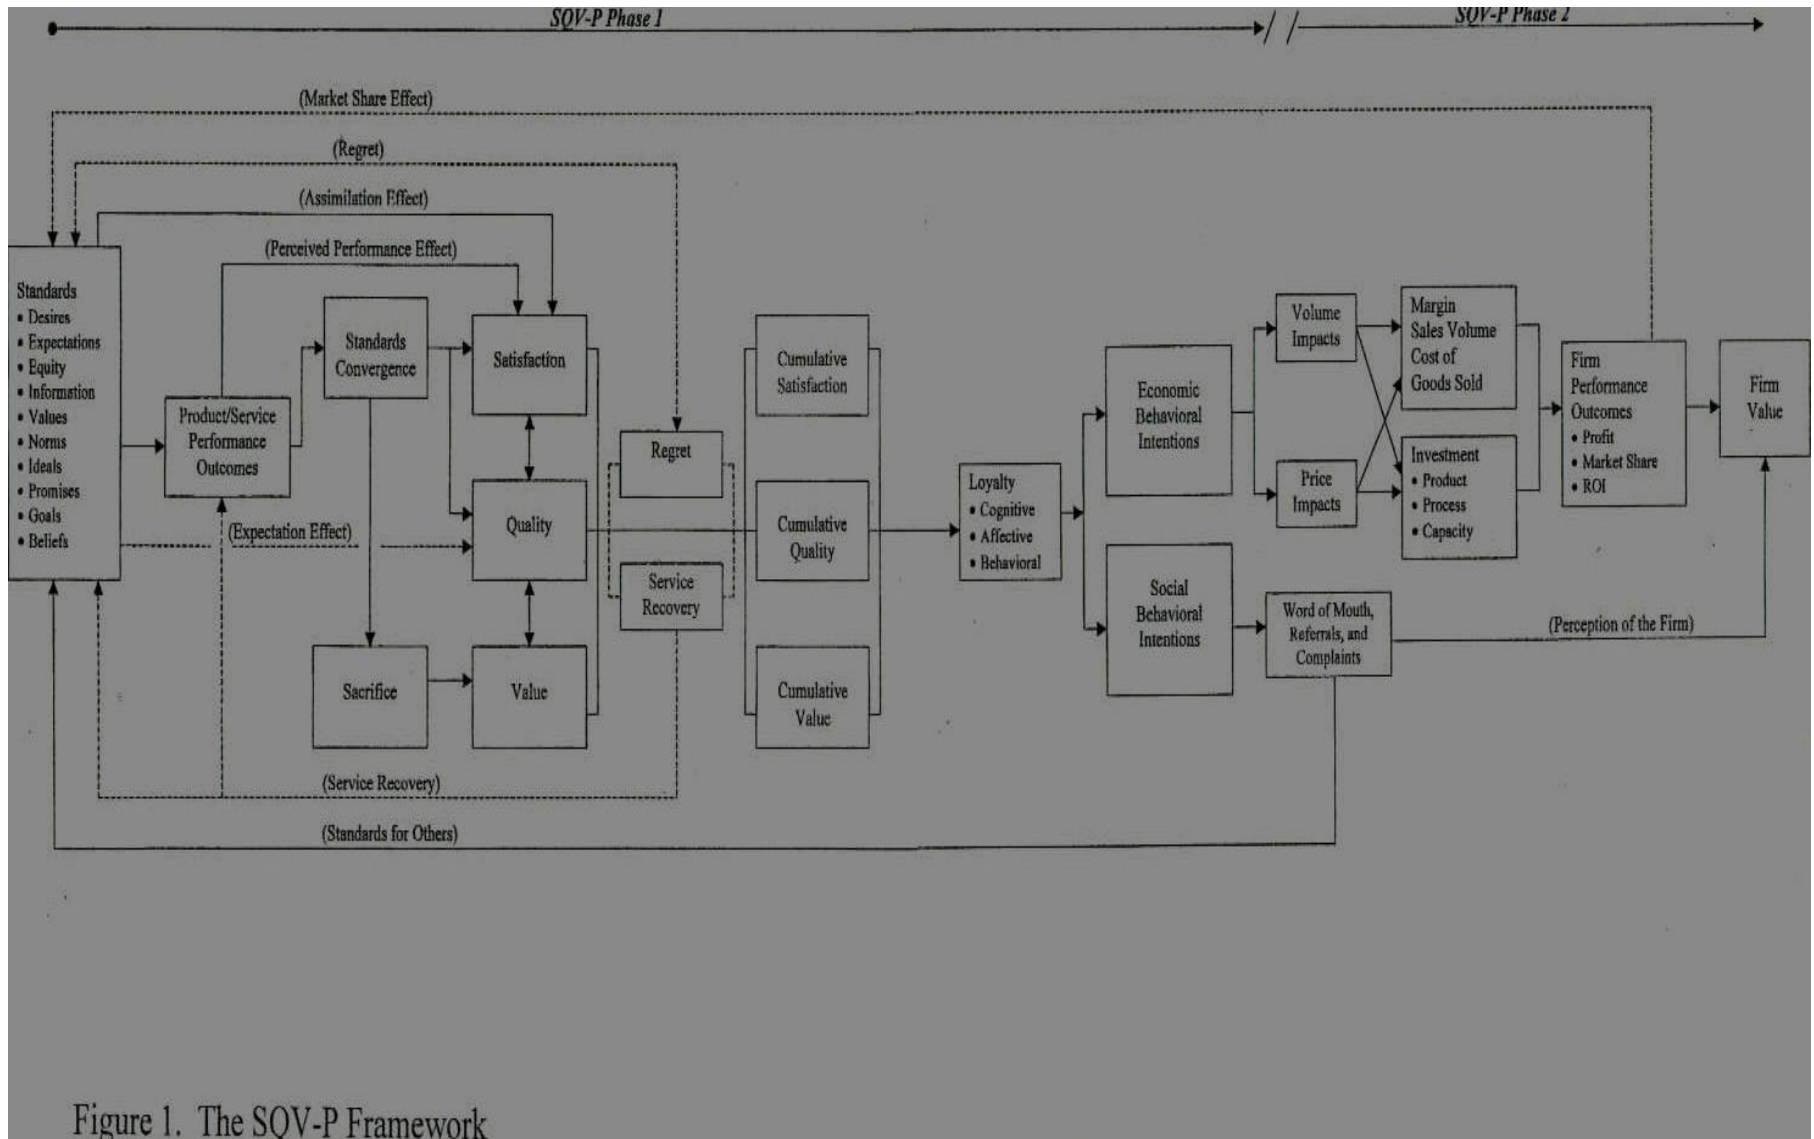 SQV-P Phase 1
SQV-P Phase 2
(Market Share Effect)
(Regret)
(Assimilation Effect)
(Perceived Performance Effect)
Standards
• Desires
• Expectations
• Equity
• Information
• Values
• Norms
• Ideals
• Promises
• Goals
• Beliefs
Product/Service
Performance
Outcomes
(Expectation Effect)
Standards
Convergence
Sacrifice
Satisfaction
Quality
Value
Regret
Service
Recovery
(Service Recovery)
(Standards for Others)
Cumulative
Satisfaction
Cumulative
Quality
Cumulative
Value
Loyalty
• Cognitive
• Affective
• Behavioral
Economic
Behavioral
Intentions
Social
Behavioral
Intentions
Volume
Impacts
Price
Impacts
Word of Mouth,
Referrals, and
Complaints
Margin
Sales Volume
Cost of
Goods Sold
Investment
• Product
• Process
• Capacity
Firm
Performance
Outcomes
• Profit
• Market Share
• ROI
Firm
Value
(Perception of the Firm)
Figure 1. The SQV-P Framework